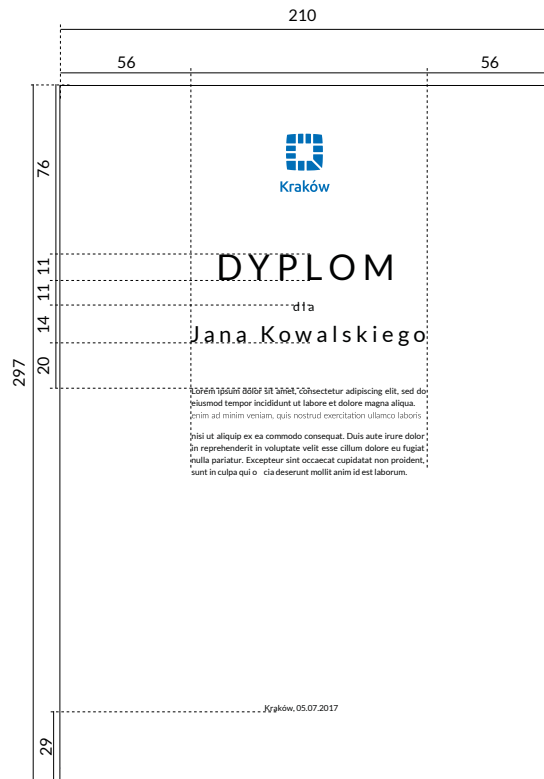 210
56
56
76
Kraków
11
DYPLOM
11
dla
14
Jana Kowalskiego
20
297
Lorem ipsum dolor sit amet, consectetur adipiscing elit, sed do
eiusmod tempor incididunt ut labore et dolore magna aliqua.
enim ad minim veniam, quis nostrud exercitation ullamco laboris
nisi ut aliquip ex ea commodo consequat. Duis aute irure dolor
in reprehenderit in voluptate velit esse cillum dolore eu fugiat
nulla pariatur. Excepteur sint occaecat cupidatat non proident,
sunt in culpa qui o cia deserunt mollit anim id est laborum.
Kraków, 05.07.2017
29